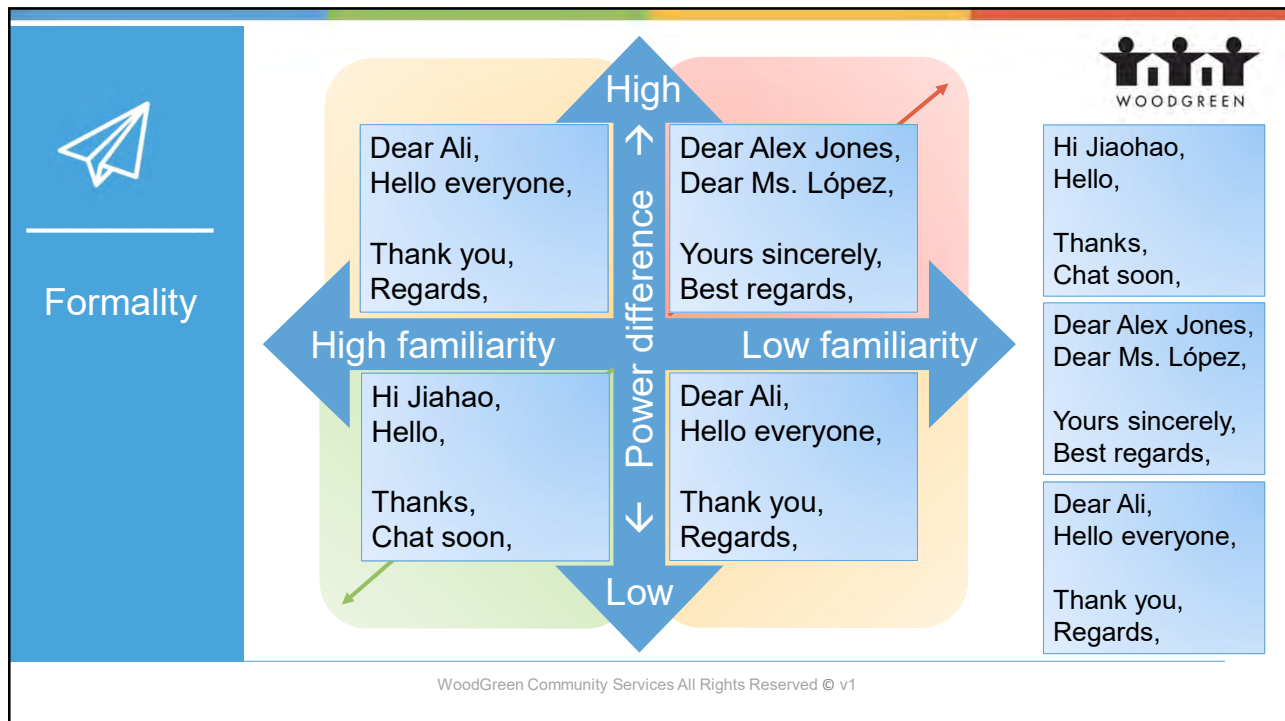 Formality
High
Dear Ali,
Hello everyone,
Thank you,
Regards,
Dear Alex Jones,
Dear Ms. López,
Yours sincerely,
Best regards,
← Power difference →
High familiarity
Low familiarity
Hi Jiahao,
Hello,
Thanks,
Chat soon,
Dear Ali,
Hello everyone,
Thank you,
Regards,
Low
WOODGREEN
Hi Jiaohao,
Hello,
Thanks,
Chat soon,
Dear Alex Jones,
Dear Ms. López,
Yours sincerely,
Best regards,
Dear Ali,
Hello everyone,
Thank you,
Regards,
WoodGreen Community Services All Rights Reserved © v1